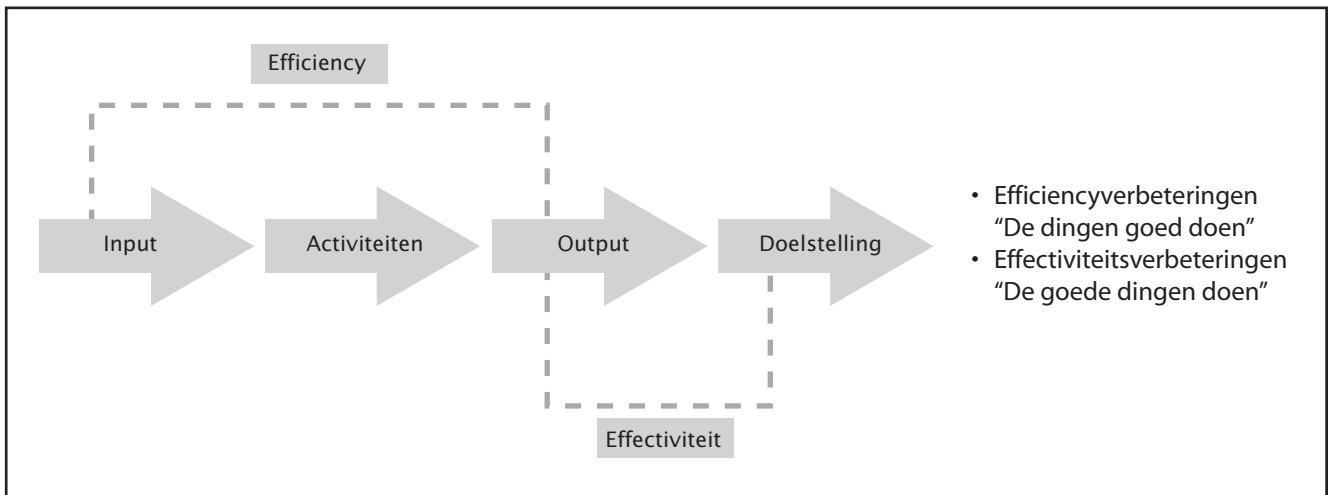 Efficiency
Input
Activiteiten
Output
Doelstelling
• Efficiencyverbeteringen
“De dingen goed doen”
• Effectiviteitsverbeteringen
“De goede dingen doen”
Effectiviteit